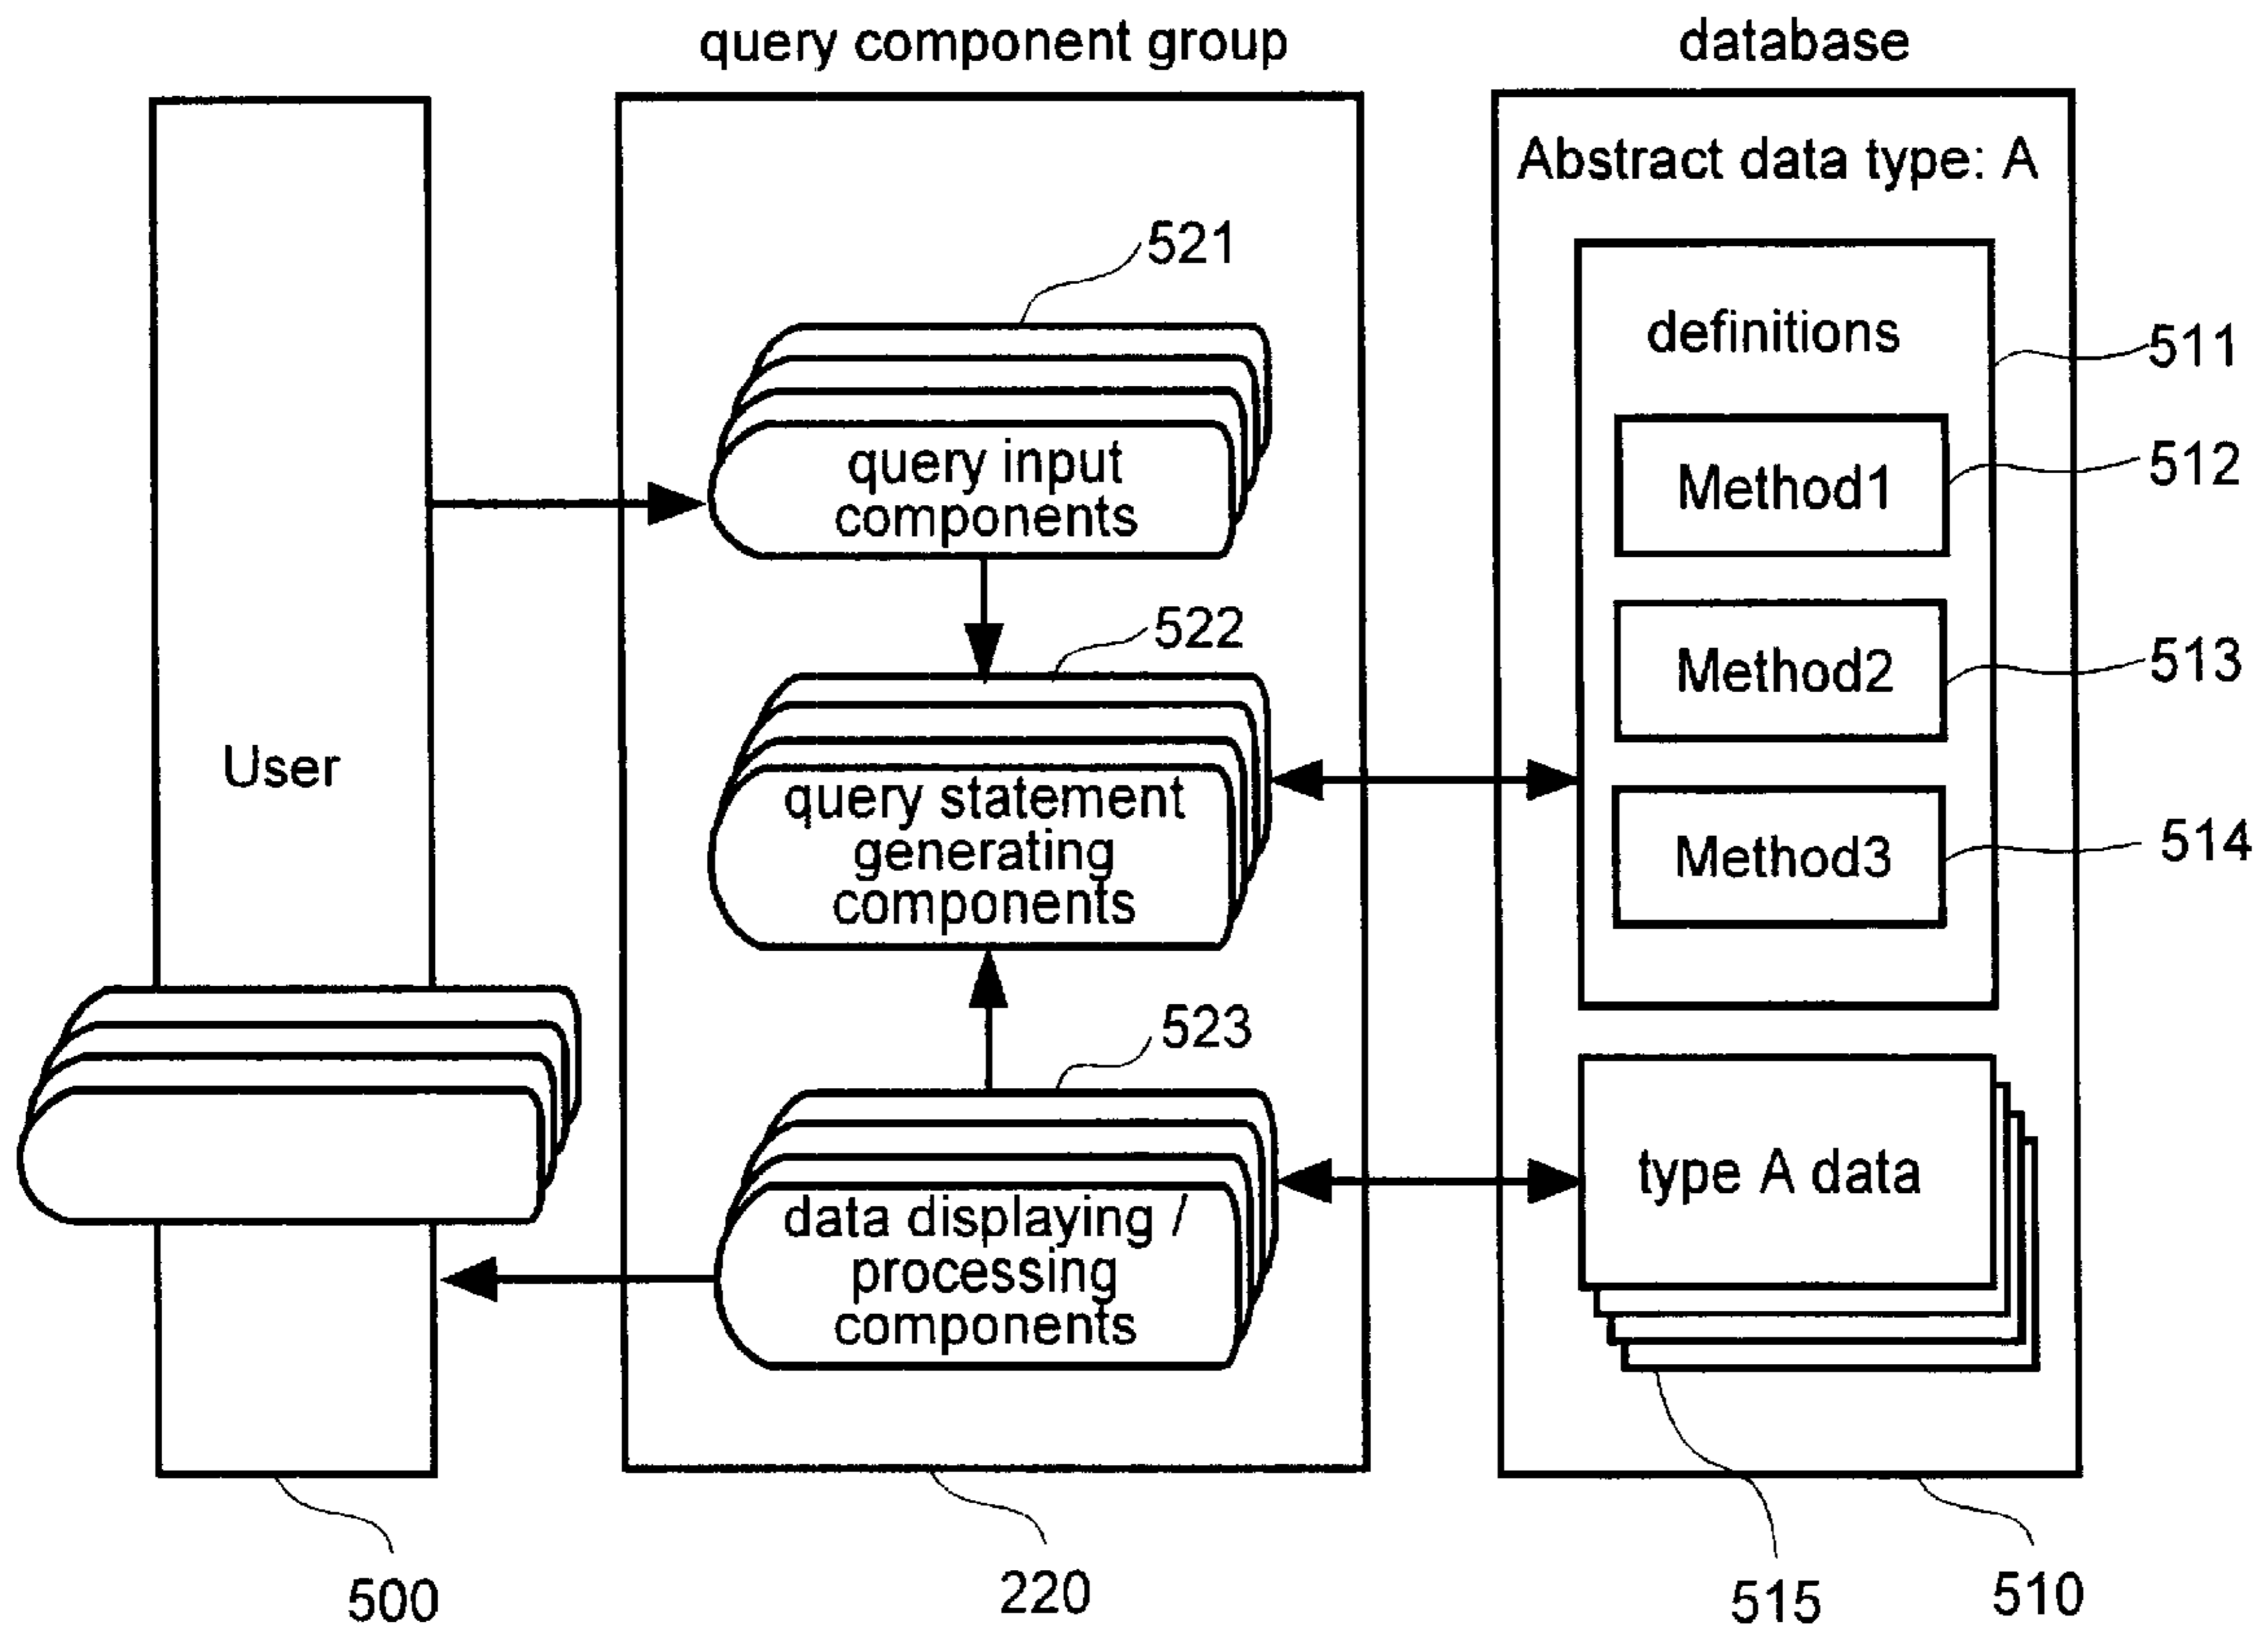 query component group
database
Abstract data type: A
521
definitions
511
query input
components
Method1
512
522
Method2
513
User
query statement
generating
components
Method3
514
523
type A data
data displaying /
processing
components
500
220
515
510